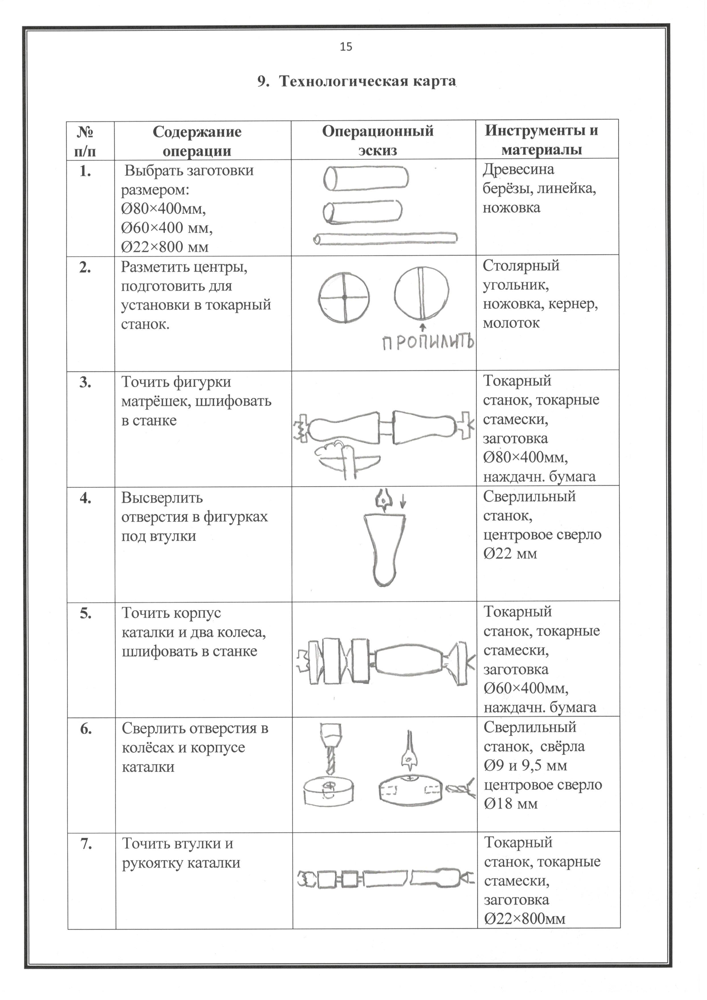 15
9. Технологическая карта
№ п/п
Содержание операции
Операционный эскиз
Инструменты и материалы
1.
Выбрать заготовки
размером:
Ø80×400мм,
Ø60×400 мм,
Ø22×800 мм
Древесина
берёзы, линейка,
ножовка
2.
Разметить центры,
подготовить для
установки в токарный
станок.
ПРОПИЛИТЬ
Столярный
угольник,
ножовка, кернер,
молоток
3.
Точить фигурки
матрёшек, шлифовать
в станке
Токарный
станок, токарные
стамески,
заготовка
Ø80×400мм,
наждачн. бумага
4.
Высверлить
отверстия в фигурках
под втулки
Сверлильный
станок,
центровое сверло
Ø22 мм
5.
Точить корпус
каталки и два колеса,
шлифовать в станке
Токарный
станок, токарные
стамески,
заготовка
Ø60×400мм,
наждачн. бумага
6.
Сверлить отверстия в
колёсах и корпусе
каталки
Сверлильный
станок, свёрла
Ø9 и 9,5 мм
центровое сверло
Ø18 мм
7.
Точить втулки и
рукоятку каталки
Токарный
станок, токарные
стамески,
заготовка
Ø22×800мм